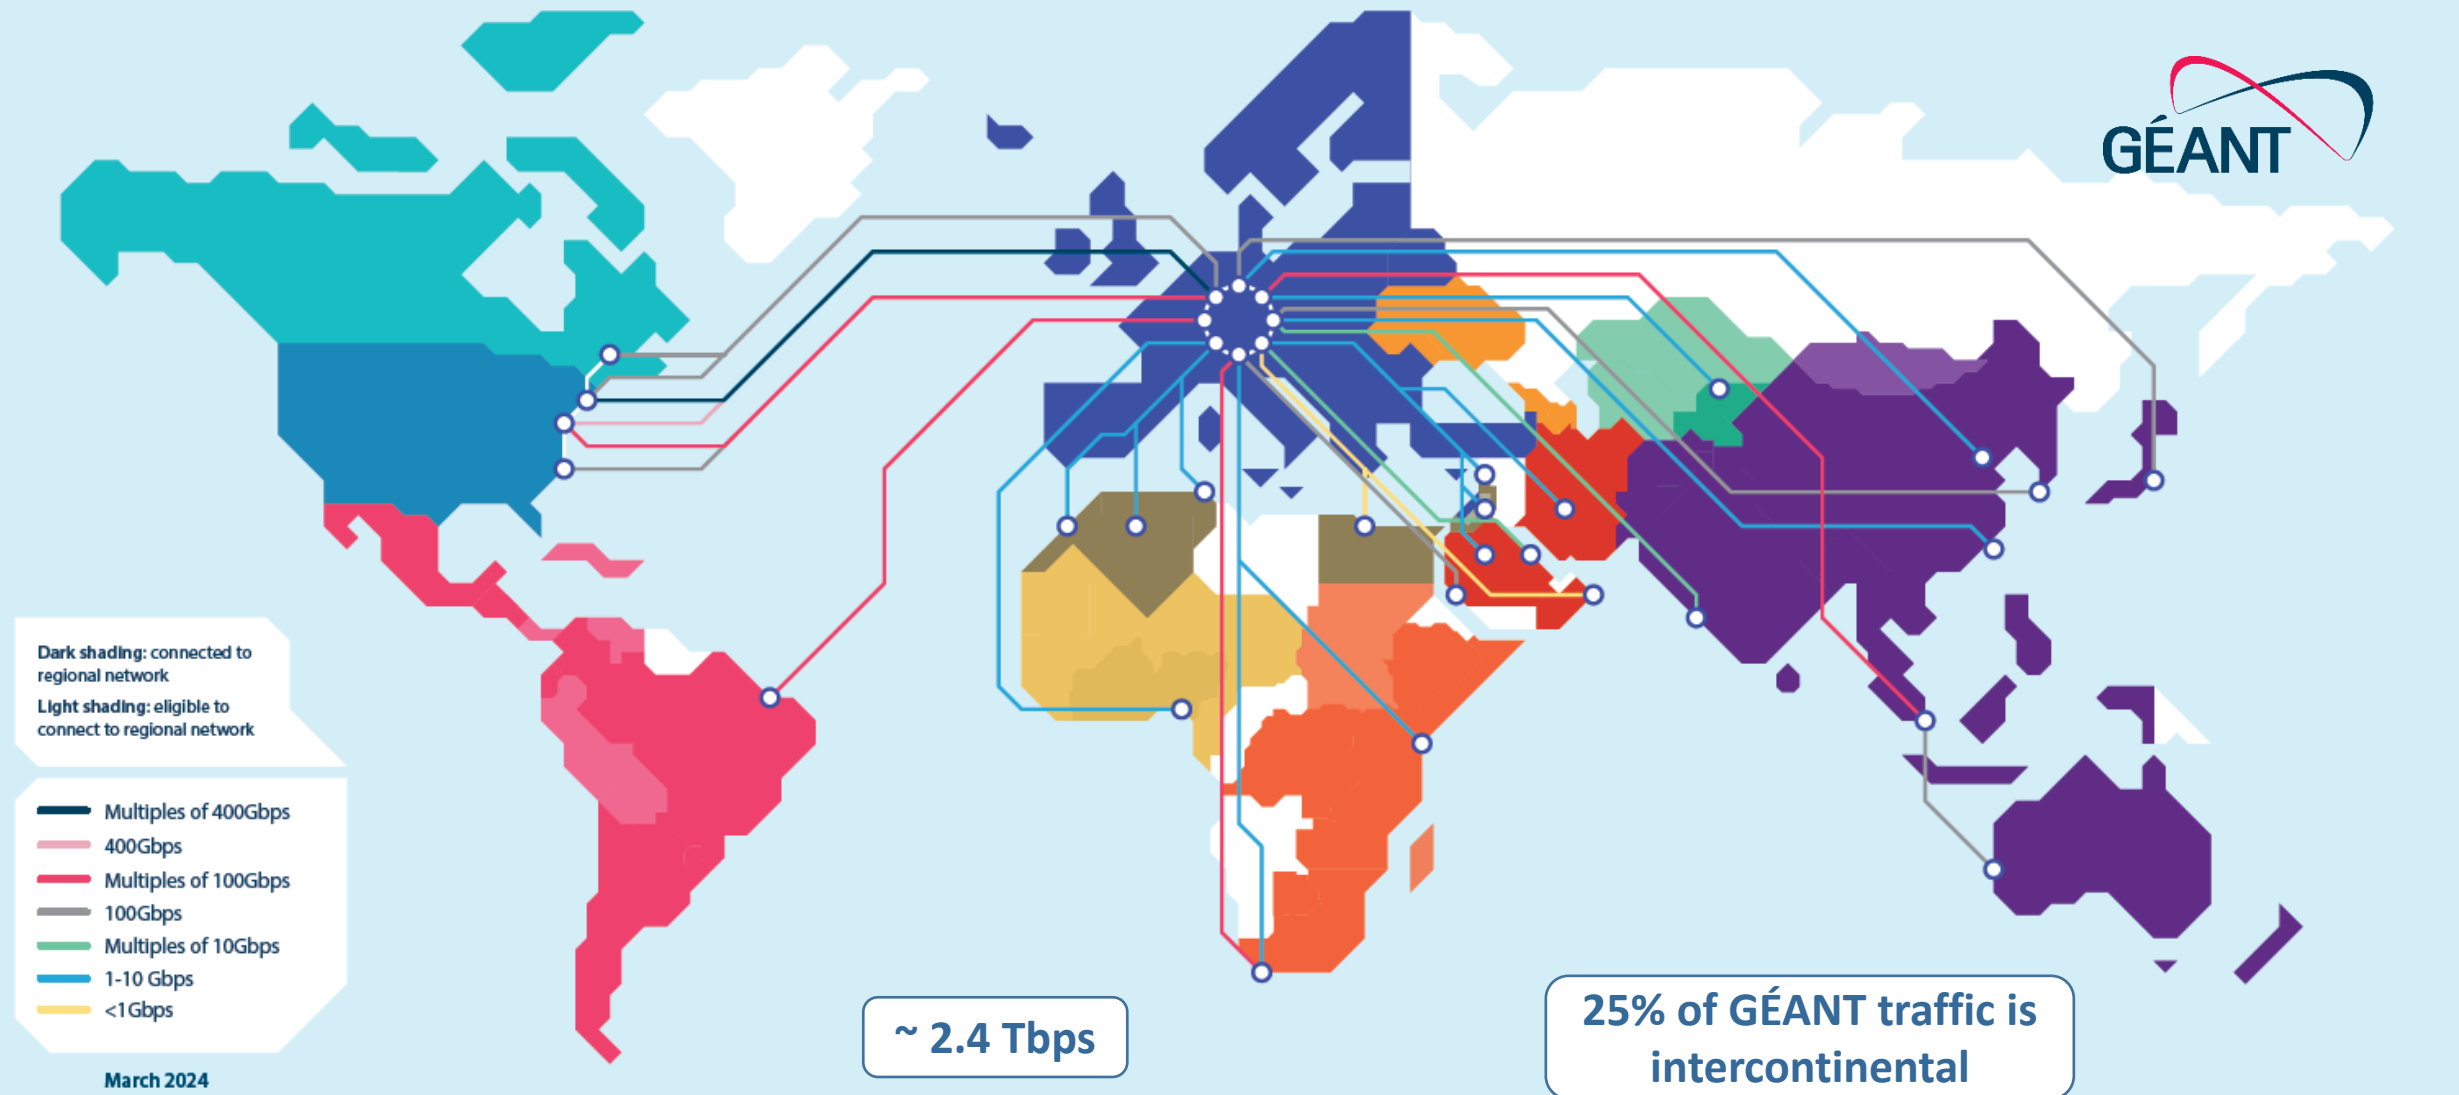 GÉANT
Dark shading: connected to
regional network
Light shading: eligible to
connect to regional network
Multiples of 400Gbps
400Gbps
Multiples of 100Gbps
100Gbps
Multiples of 10Gbps
1-10 Gbps
<1Gbps
March 2024
~ 2.4 Tbps
25% of GÉANT traffic is
intercontinental